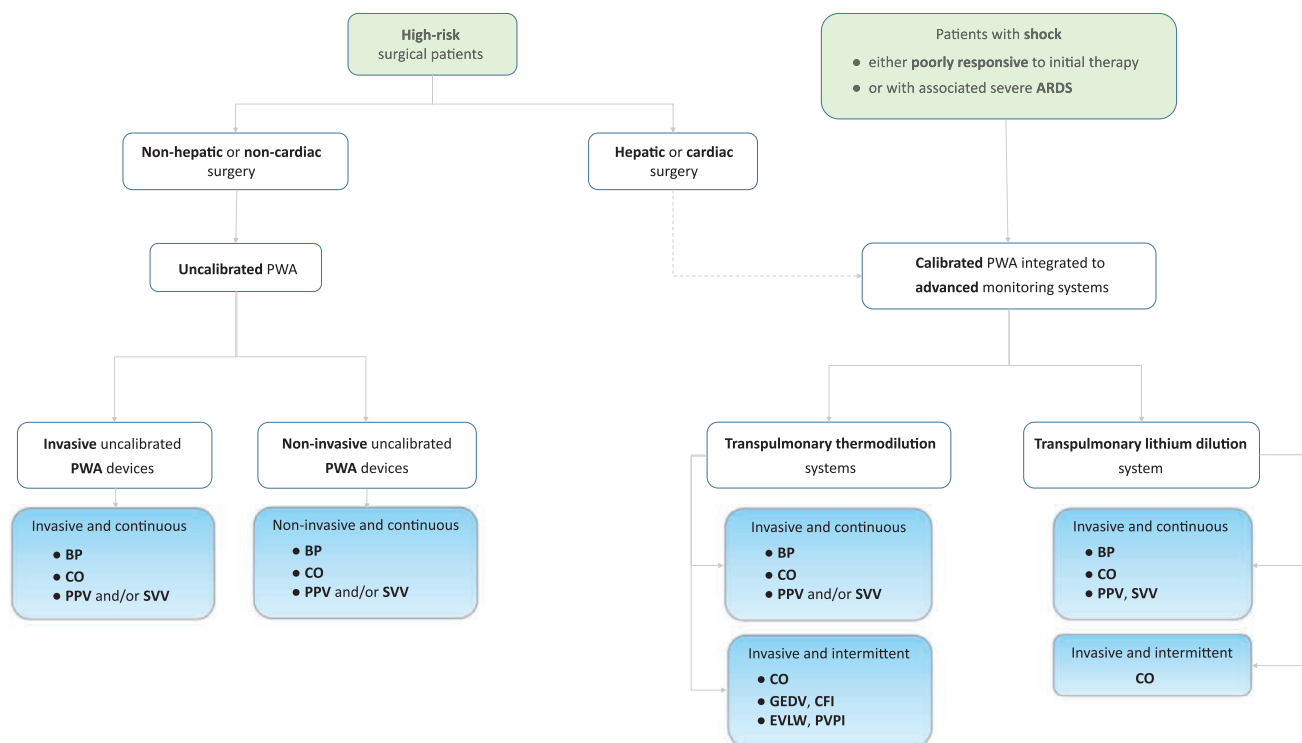 High-risk
surgical patients
Patients with shock
● either poorly responsive to initial therapy
● or with associated severe ARDS
Non-hepatic or non-cardiac
surgery
Hepatic or cardiac
surgery
Uncalibrated PWA
Calibrated PWA integrated to
advanced monitoring systems
Invasive uncalibrated
PWA devices
Non-invasive uncalibrated
PWA devices
Transpulmonary thermodilution
systems
Transpulmonary lithium dilution
system
Invasive and continuous
● BP
● CO
● PPV and/or SVV
Non-invasive and continuous
● BP
● CO
● PPV and/or SVV
Invasive and continuous
● BP
● CO
● PPV and/or SVV
Invasive and continuous
● BP
● CO
● PPV, SVV
Invasive and intermittent
● CO
● GEDV, CFI
● EVLW, PVPI
Invasive and intermittent
CO